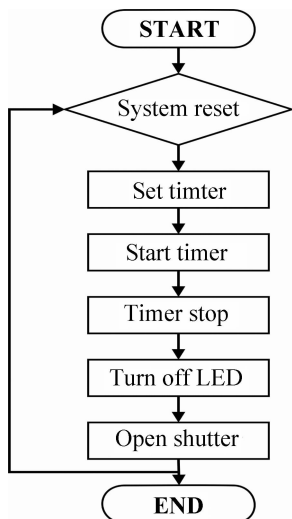 START
System reset
Set timter
Start timer
Timer stop
Turn off LED
Open shutter
END